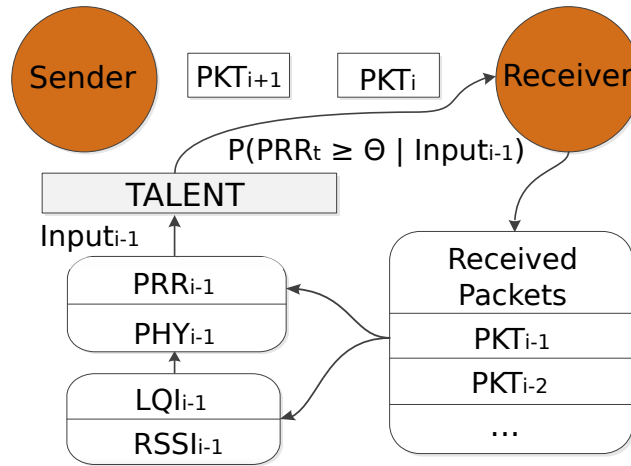 Sender
PKTi+1
PKTi
Receiver
P(PRRt ≥ Θ | Inputi-1)
TALENT
Inputi-1
PRRi-1
PHYi-1
LQIi-1
RSSIi-1
Received
Packets
PKTi-1
PKTi-2
...